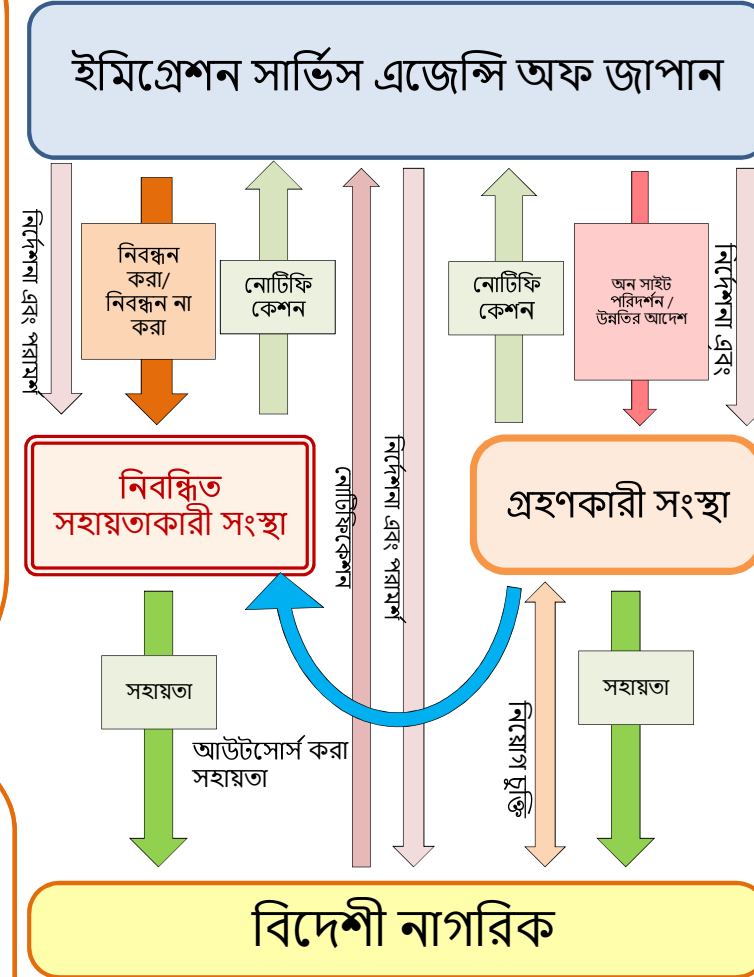 ইমিগ্রেশন সার্ভিস এজেন্সি অফ জাপান
নির্দেশনা এবং পরামর্শ
নিবন্ধন
করা/
নিবন্ধন না
করা
নোটিফি
কেশন
নোটিফি
কেশন
অন সাইট
পরিদর্শন /
উন্নতির আদেশ
নির্দেশনা এবং
নিবন্ধিত
সহায়তাকারী সংস্থা
নোটিফিকেশন
নির্দেশনা এবং পরামর্শ
গ্রহণকারী সংস্থা
সহায়তা
আউটসোর্স করা
সহায়তা
নিয়োগ চুক্তি
সহায়তা
বিদেশী নাগরিক